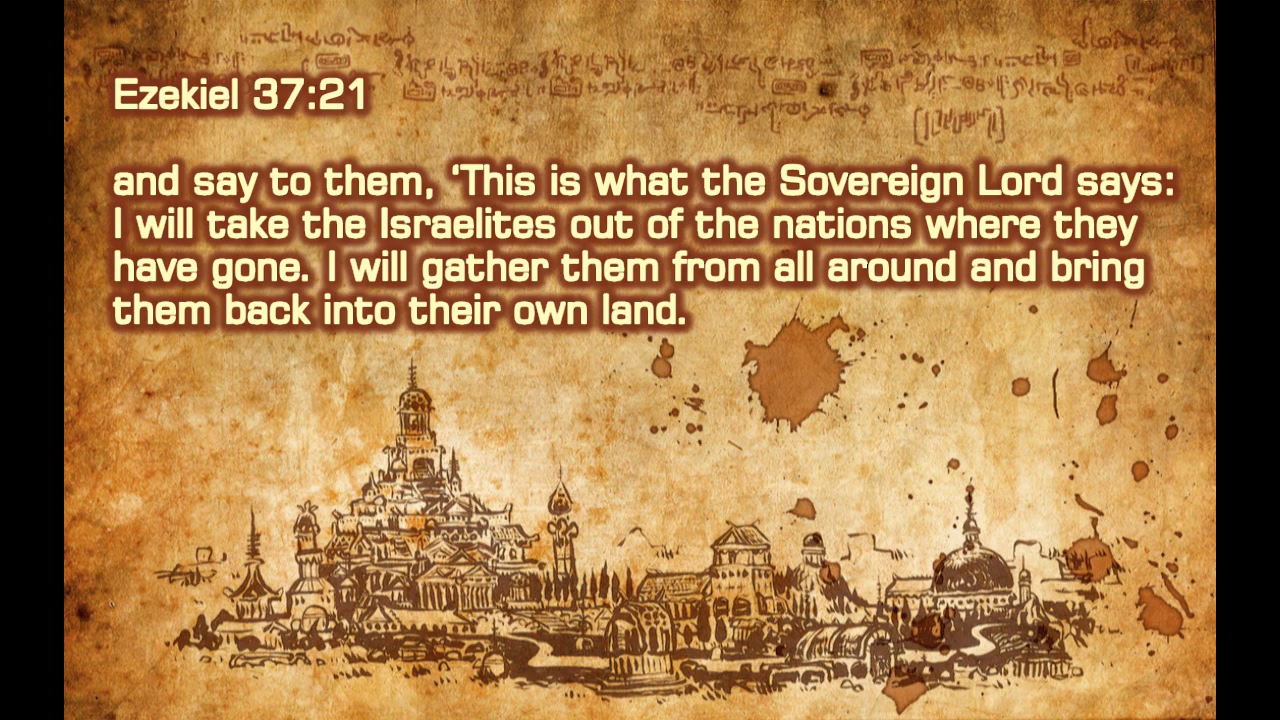 Ezekiel 37:21
and say to them, ‘This is what the Sovereign Lord says:
I will take the Israelites out of the nations where they
have gone. I will gather them from all around and bring
them back into their own land.